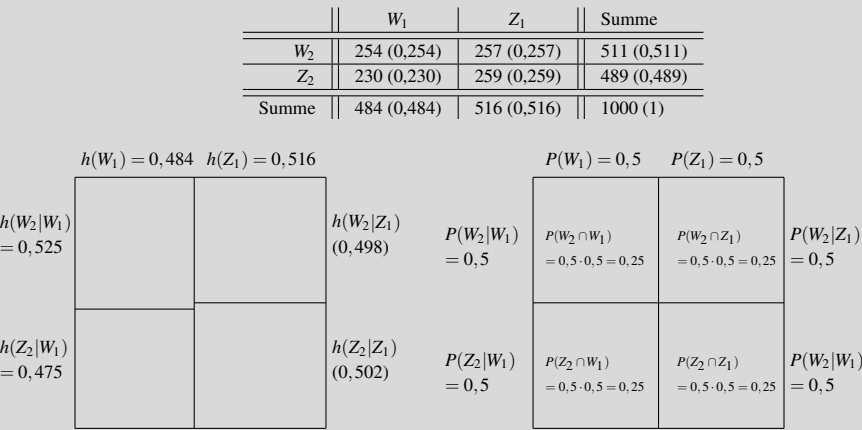 W₁ Z₁ Summe
W₂ 254 (0,254) 257 (0,257) 511 (0,511)
Z₂ 230 (0,230) 259 (0,259) 489 (0,489)
Summe 484 (0,484) 516 (0,516) 1000 (1)
h(W₁) = 0,484 h(Z₁) = 0,516
h(W₂|W₁)
= 0,525
h(W₂|Z₁)
(0,498)
h(Z₂|W₁)
= 0,475
h(Z₂|Z₁)
(0,502)
P(W₁) = 0,5 P(Z₁) = 0,5
P(W₂|W₁)
= 0,5
P(W₂ ∩ W₁)
= 0,5·0,5 = 0,25
P(W₂ ∩ Z₁)
= 0,5·0,5 = 0,25
P(W₂|Z₁)
= 0,5
P(Z₂|W₁)
= 0,5
P(Z₂ ∩ W₁)
= 0,5·0,5 = 0,25
P(Z₂ ∩ Z₁)
= 0,5·0,5 = 0,25
P(W₂|W₁)
= 0,5